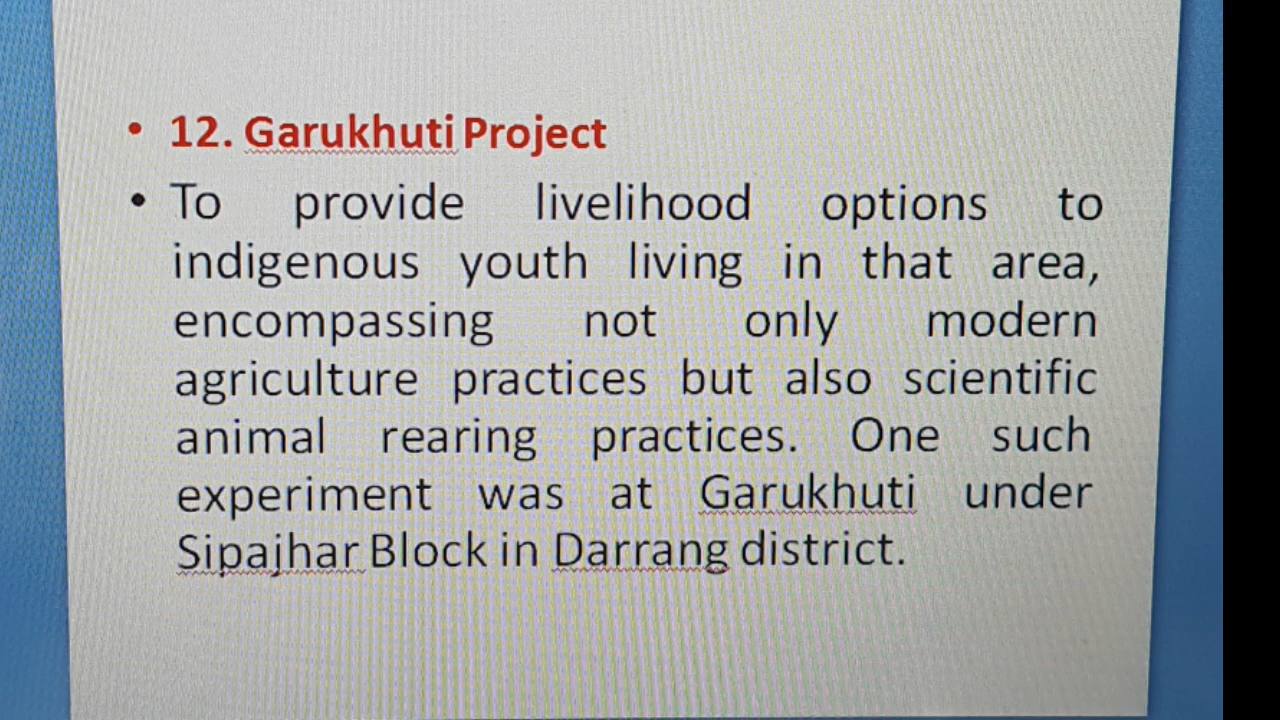 • 12. Garukhuti Project
• To provide livelihood options to
indigenous youth living in that area,
encompassing not only modern
agriculture practices but also scientific
animal rearing practices. One such
experiment was at Garukhuti under
Sipajhar Block in Darrang district.